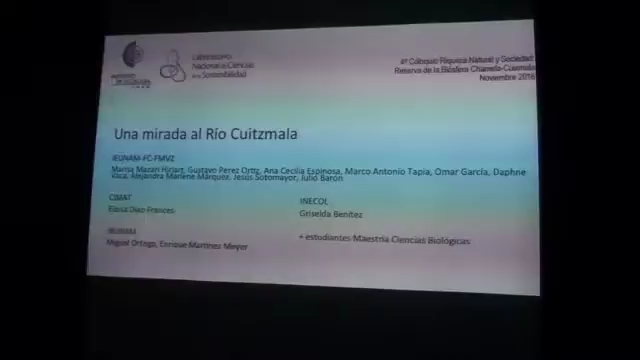 Laboratorio
Nacional de Ciencias
de la Sostenibilidad
4º Coloquio Riqueza Natural y Sociedad:
Reserva de la Biósfera Chamela-Cuixmala
Noviembre 2016
Una mirada al Río Cuitzmala
IEUNAM-FC-FMVZ
Marisa Mazari Hiriart, Gustavo Pérez Ortiz, Ana Cecilia Espinosa, Marco Antonio Tapia, Omar García, Daphne
Vaca, Alejandra Marlene Márquez, Jesús Sotomayor, Julio Barón
CIMAT
Elisa Díaz Frances
INECOL
Griselda Benítez
IBUNAM
Miguel Ortega, Enrique Martínez Meyer
+ estudiantes Maestría Ciencias Biológicas